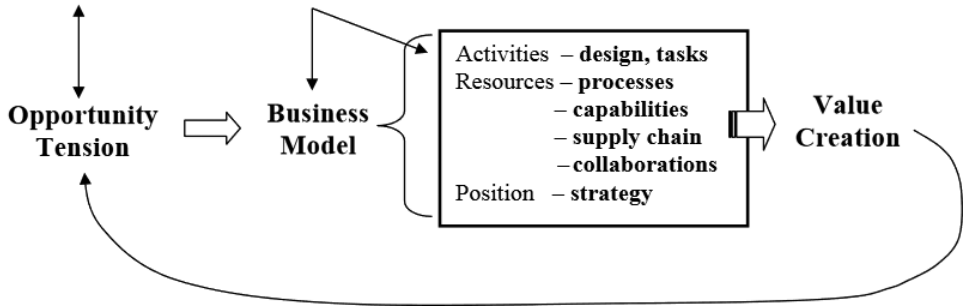 Opportunity
Tension
Business
Model
Activities – design, tasks
Resources – processes
– capabilities
– supply chain
– collaborations
Position – strategy
Value
Creation